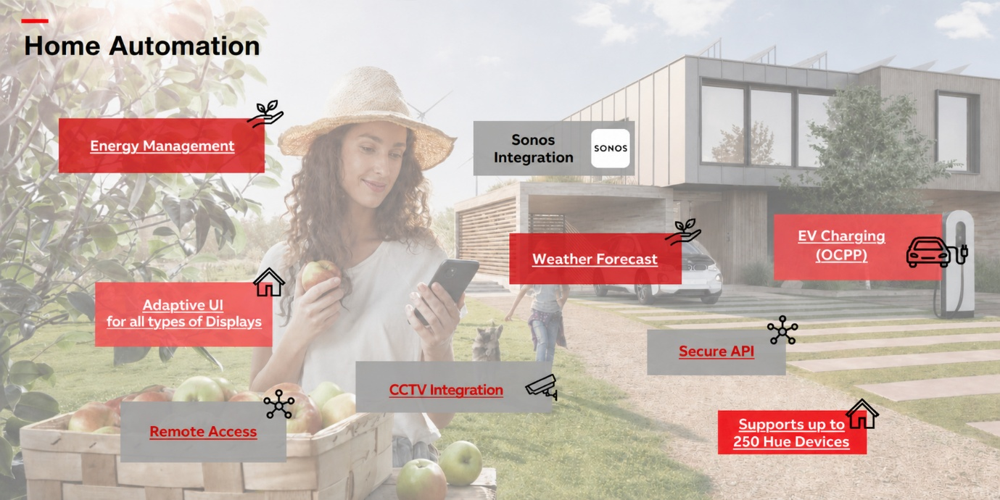 Home Automation
Energy Management
Sonos
Integration
SONOS
Weather Forecast
EV Charging
(OCPP)
Adaptive UI
for all types of Displays
Secure API
CCTV Integration
Remote Access
Supports up to
250 Hue Devices